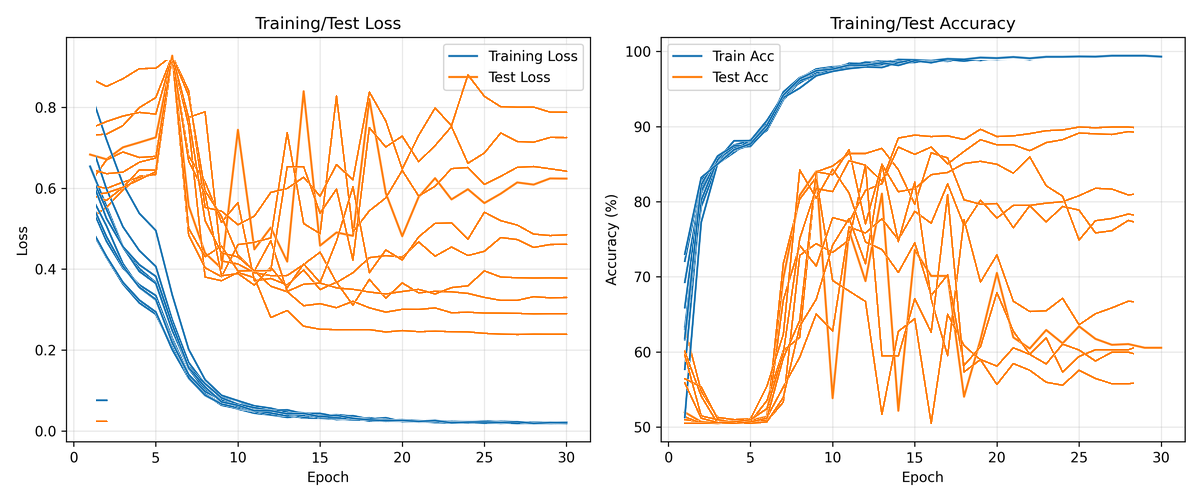 Training/Test Loss
Training Loss
Test Loss
0.8
0.6
0.4
0.2
0.0
Loss
0
5
10
15
20
25
30
Epoch
Training/Test Accuracy
Train Acc
Test Acc
100
90
80
70
60
50
Accuracy (%)
0
5
10
15
20
25
30
Epoch